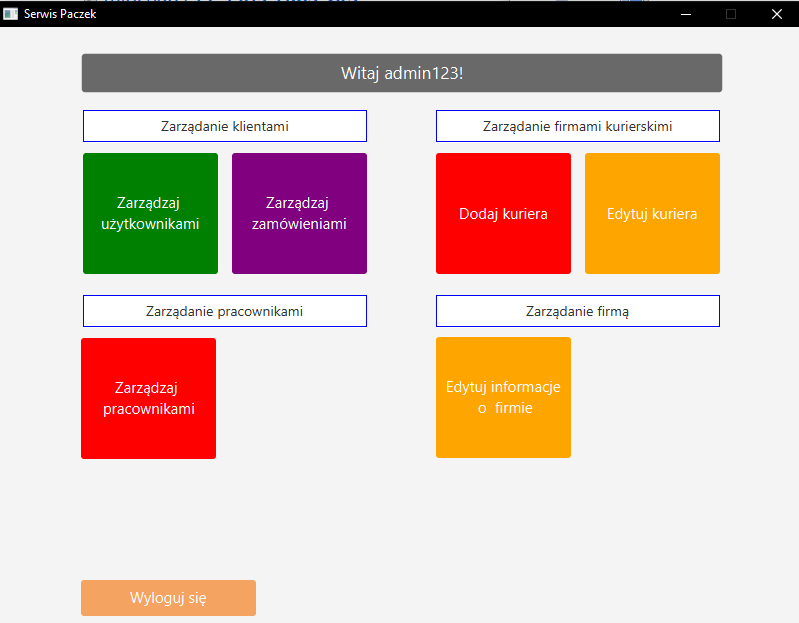 Serwis Paczek
Witaj admin123!
Zarządanie klientami
Zarządzaj
użytkownikami
Zarządzaj
zamówieniami
Zarządanie firmami kurierskimi
Dodaj kuriera
Edytuj kuriera
Zarządanie pracownikami
Zarządzaj
pracownikami
Zarządanie firmą
Edytuj informacje
o firmie
Wyloguj się